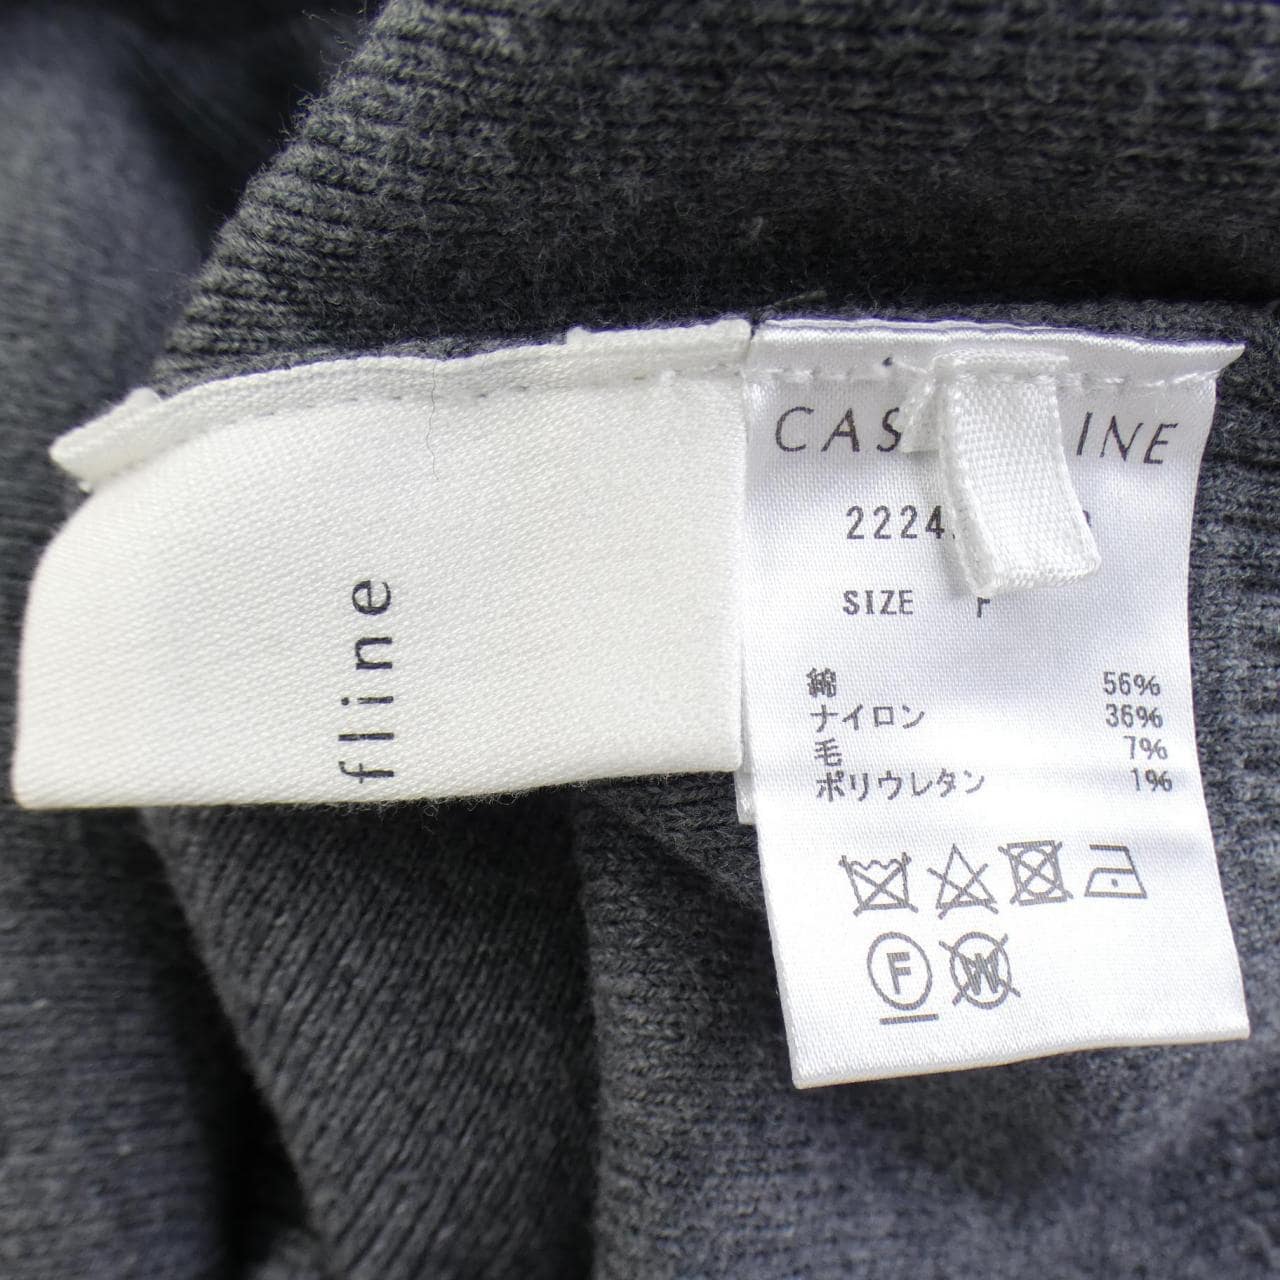 fline
CAS INE
2224
SIZE F
綿 56%
ナイロン 36%
毛 7%
ポリウレタン 1%
F
W